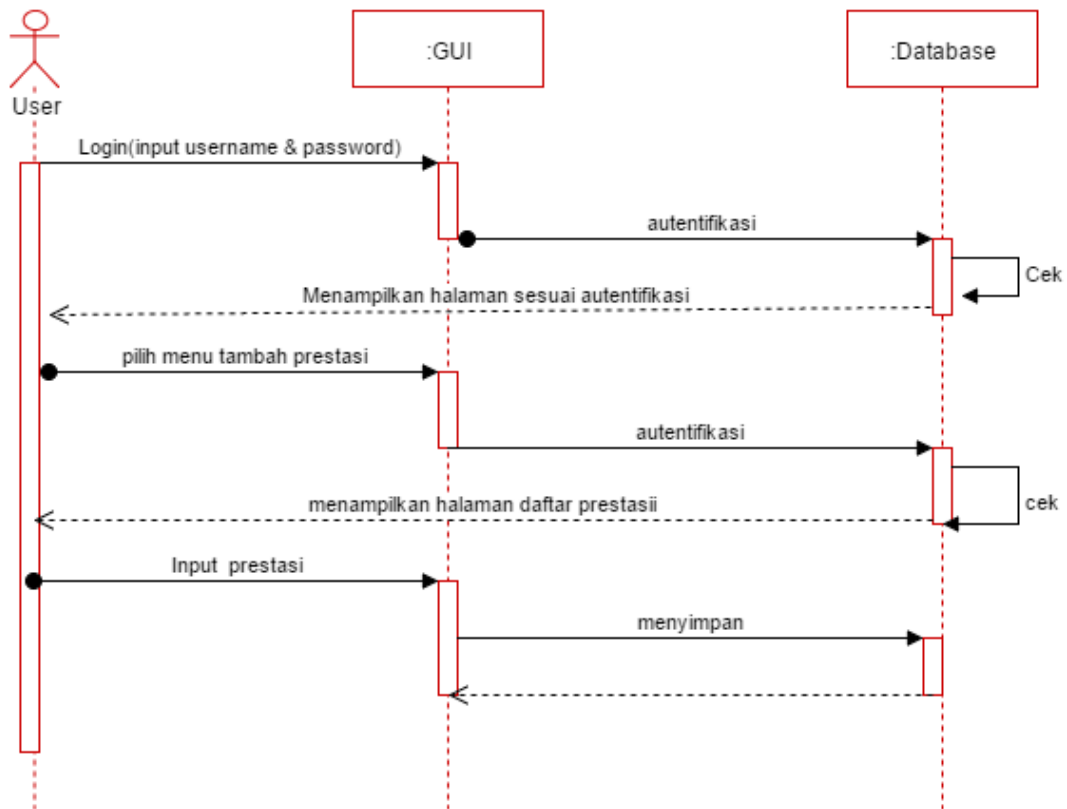 User
:GUI
:Database
Login(input username & password)
autentifikasi
Cek
Menampilkan halaman sesuai autentifikasi
pilih menu tambah prestasi
autentifikasi
cek
menampilkan halaman daftar prestasii
Input prestasi
menyimpan